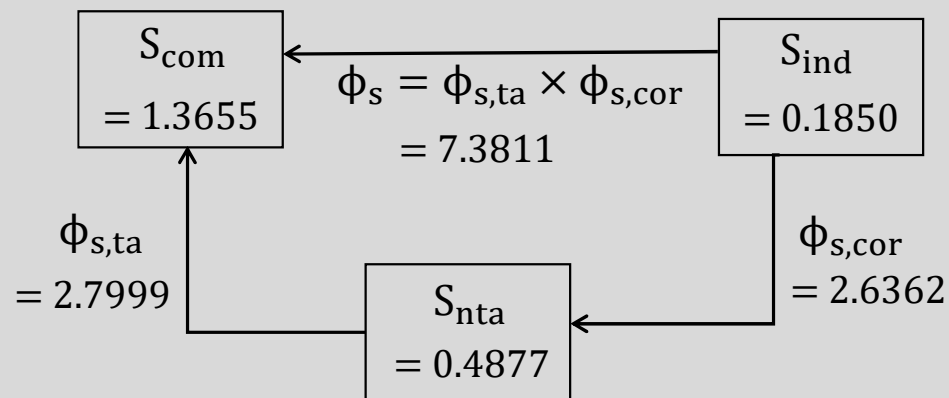 S_com
= 1.3655
ϕ_s = ϕ_s,ta × ϕ_s,cor
= 7.3811
S_ind
= 0.1850
ϕ_s,ta
= 2.7999
S_nta
= 0.4877
ϕ_s,cor
= 2.6362